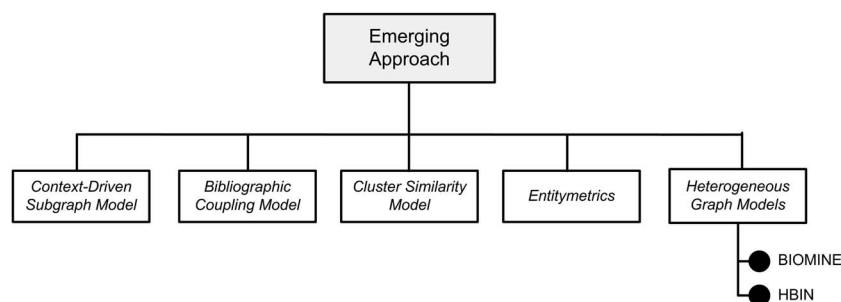 Emerging
Approach
Context-Driven
Subgraph Model
Bibliographic
Coupling Model
Cluster Similarity
Model
Entitymetrics
Heterogeneous
Graph Models
BIOMINE
HBIN